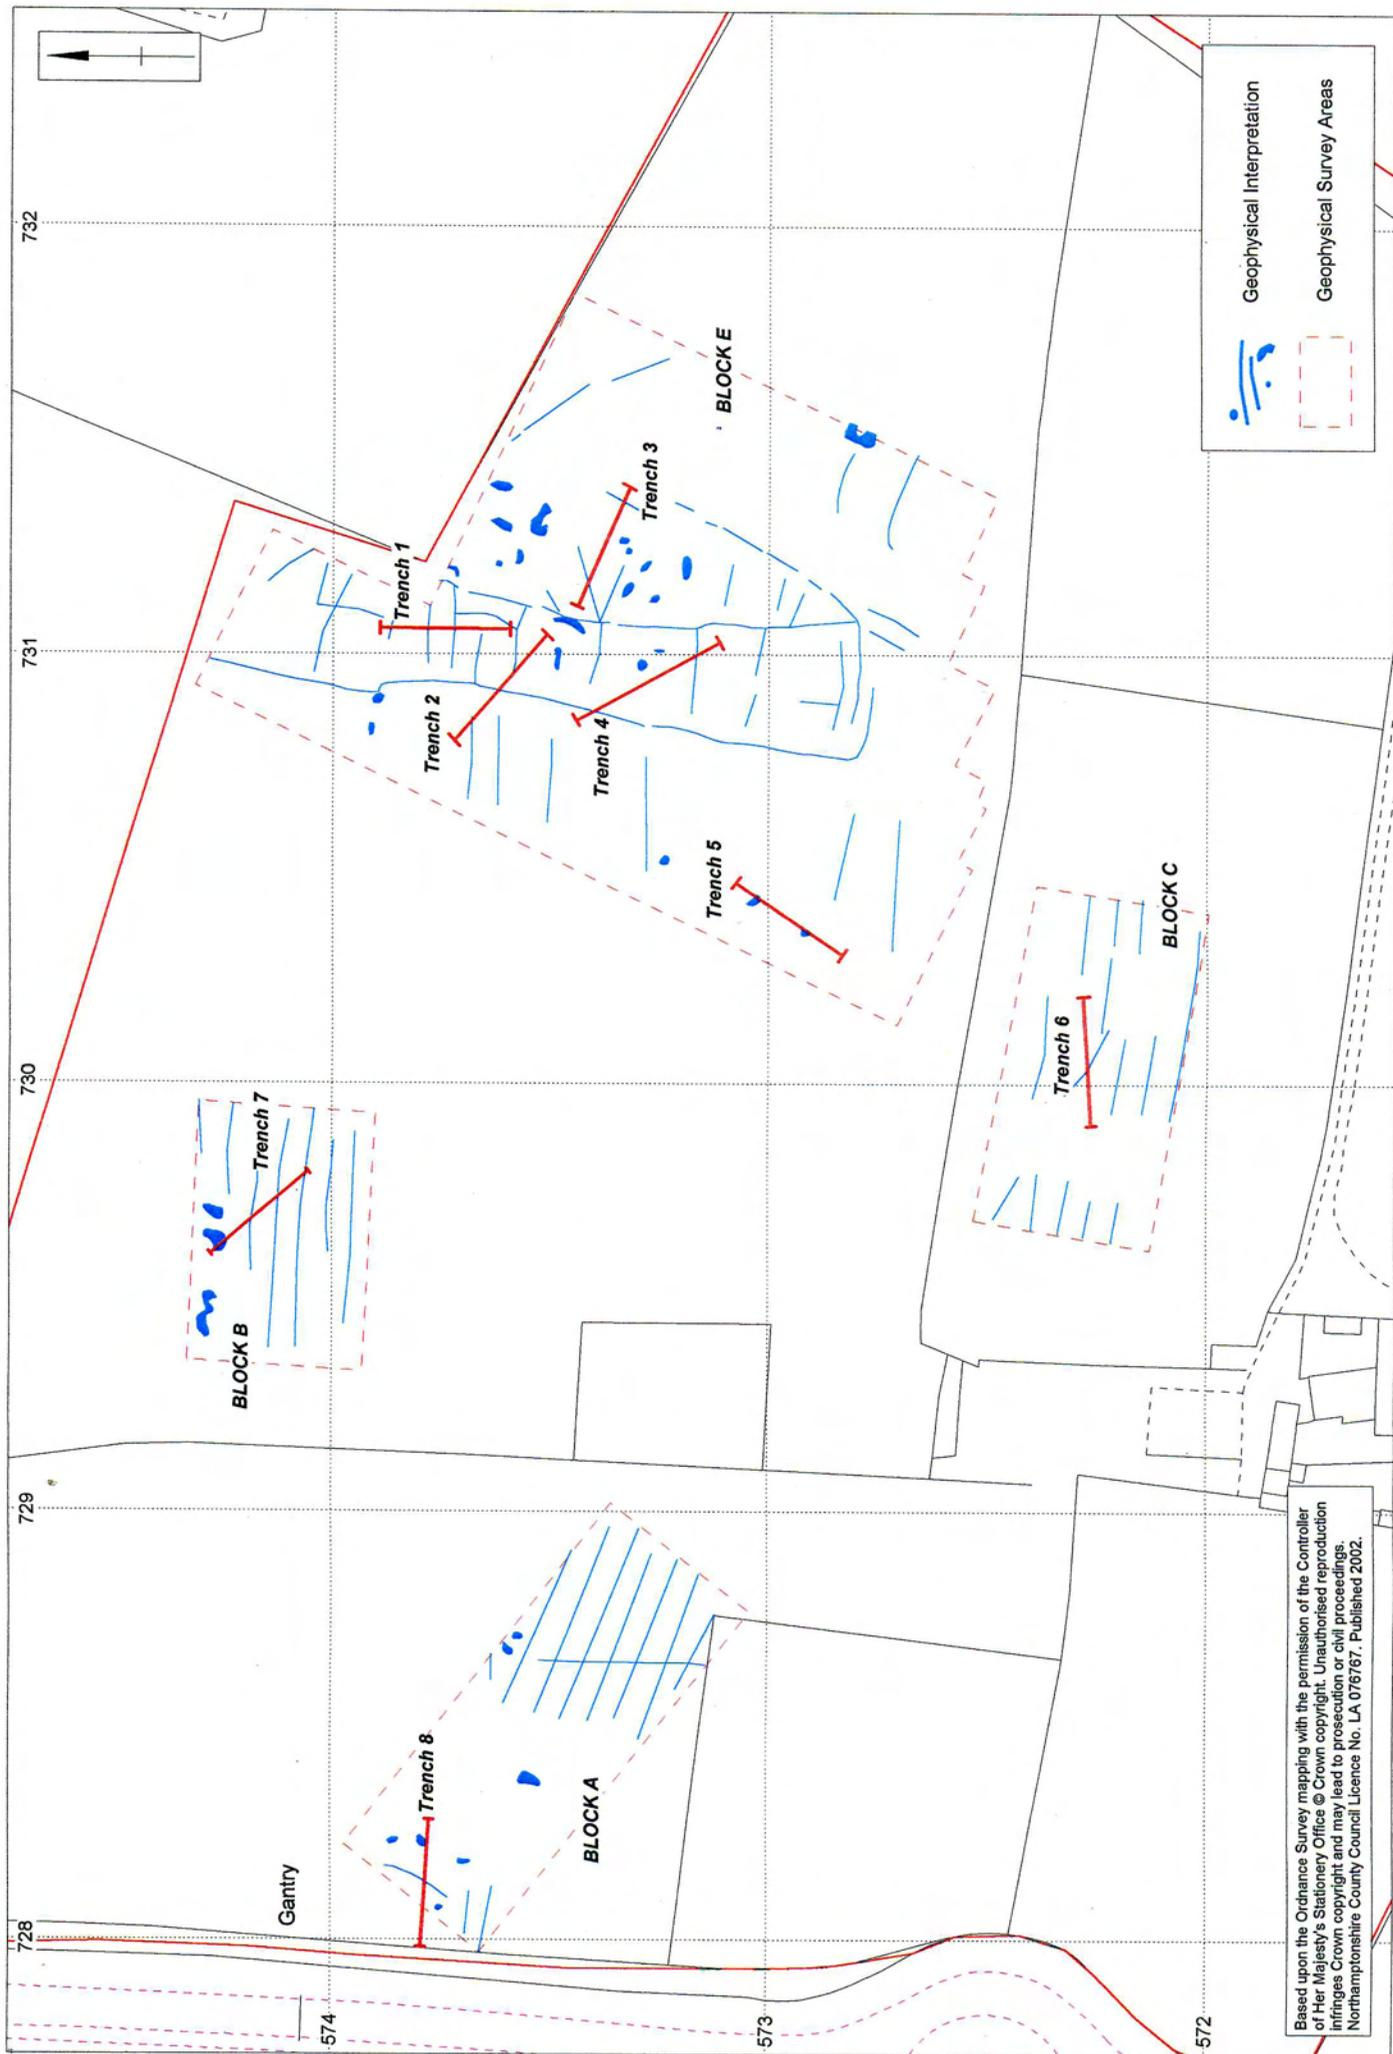 732
731
730
729
728
574
573
572
Gantry
BLOCK A
BLOCK B
BLOCK C
BLOCK E
Trench 1
Trench 2
Trench 3
Trench 4
Trench 5
Trench 6
Trench 7
Trench 8
Geophysical Interpretation
Geophysical Survey Areas
Based upon the Ordnance Survey mapping with the permission of the Controller
of Her Majesty's Stationery Office © Crown copyright. Unauthorised reproduction
infringes Crown copyright and may lead to prosecution or civil proceedings.
Northamptonshire County Council Licence No. LA 076767. Published 2002.